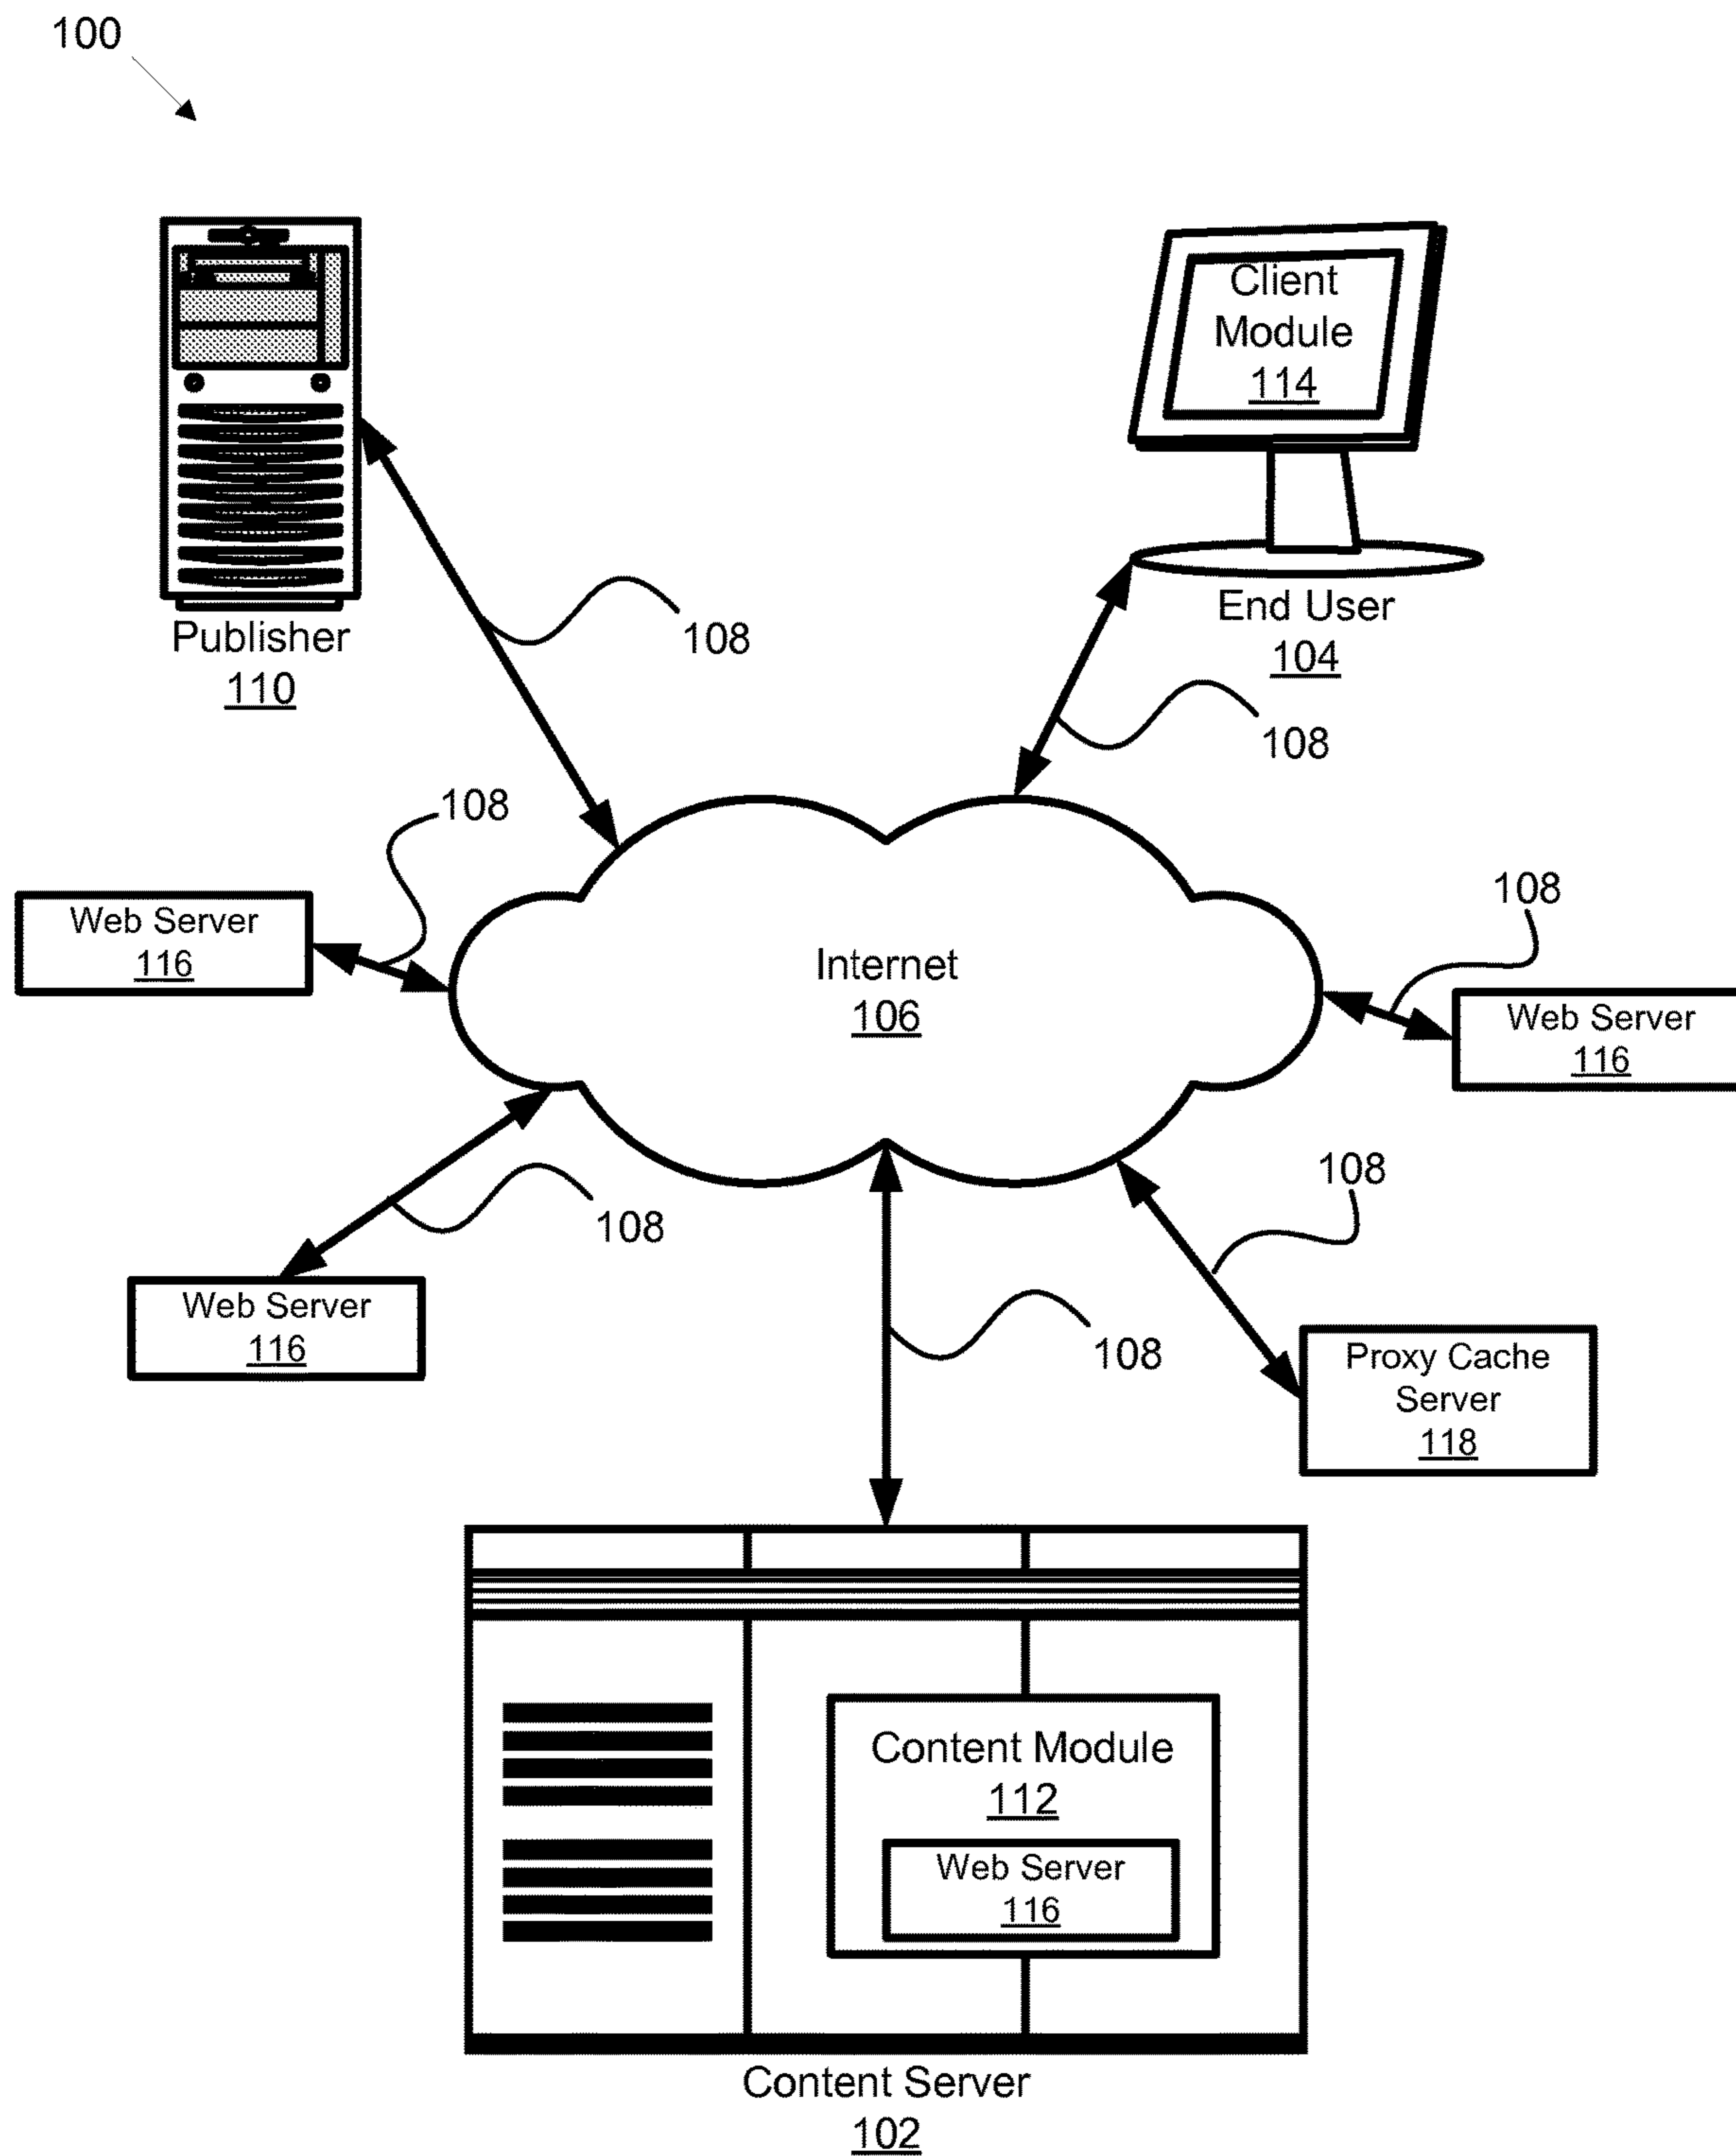 100
Client
Module
114
Publisher
110
108
End User
104
108
108
Web Server
116
Internet
106
108
Web Server
116
108
Web Server
116
108
108
Proxy Cache
Server
118
Content Module
112
Web Server
116
Content Server
102